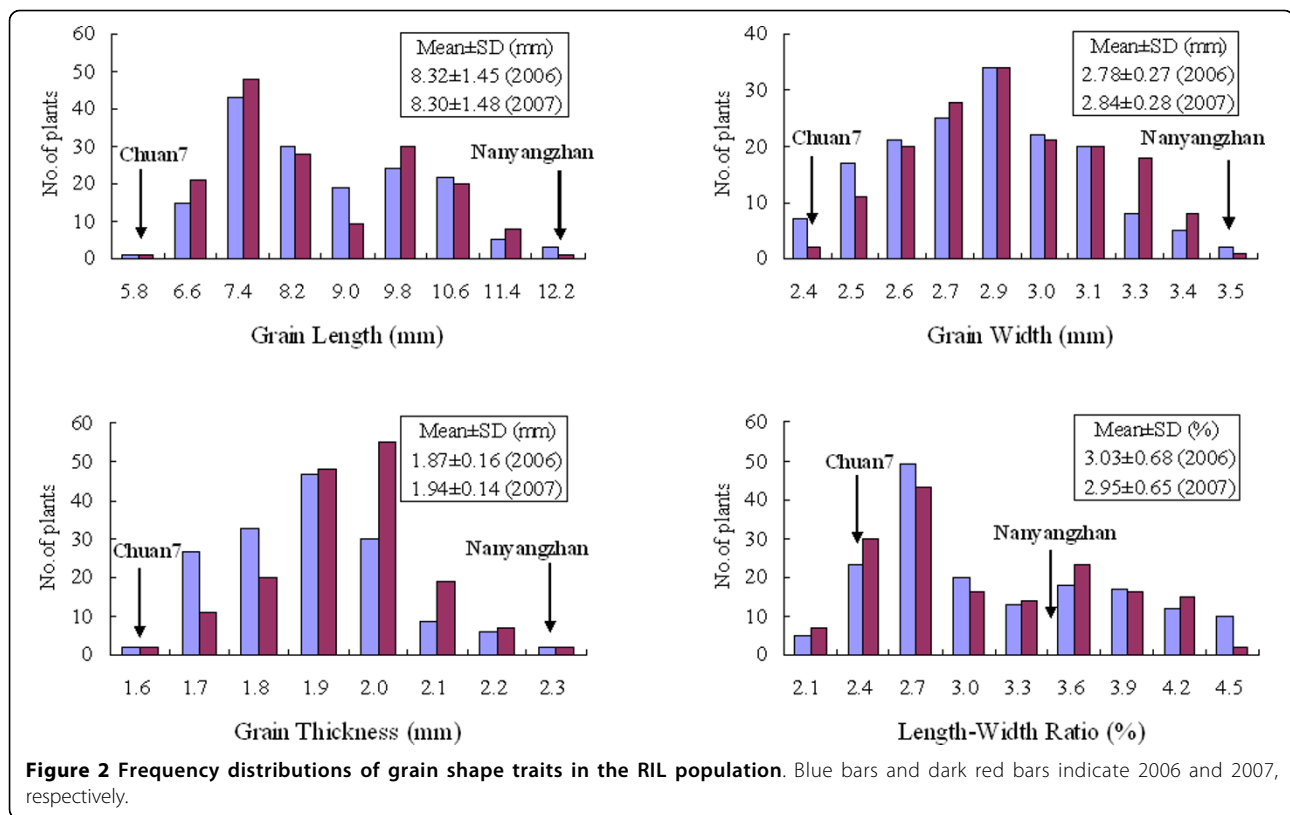 60
50
40
30
20
10
0
No. of plants
Mean±SD (mm)
8.32±1.45 (2006)
8.30±1.48 (2007)
Chuan7
Nanyangzhan
5.8 6.6 7.4 8.2 9.0 9.8 10.6 11.4 12.2
Grain Length (mm)
40
30
20
10
0
No. of plants
Mean±SD (mm)
2.78±0.27 (2006)
2.84±0.28 (2007)
Chuan7
Nanyangzhan
2.4 2.5 2.6 2.7 2.9 3.0 3.1 3.3 3.4 3.5
Grain Width (mm)
60
50
40
30
20
10
0
No. of plants
Mean±SD (mm)
1.87±0.16 (2006)
1.94±0.14 (2007)
Chuan7
Nanyangzhan
1.6 1.7 1.8 1.9 2.0 2.1 2.2 2.3
Grain Thickness (mm)
60
50
40
30
20
10
0
No. of plants
Mean±SD (%)
3.03±0.68 (2006)
2.95±0.65 (2007)
Chuan7
Nanyangzhan
2.1 2.4 2.7 3.0 3.3 3.6 3.9 4.2 4.5
Length-Width Ratio (%)
Figure 2 Frequency distributions of grain shape traits in the RIL population. Blue bars and dark red bars indicate 2006 and 2007,
respectively.